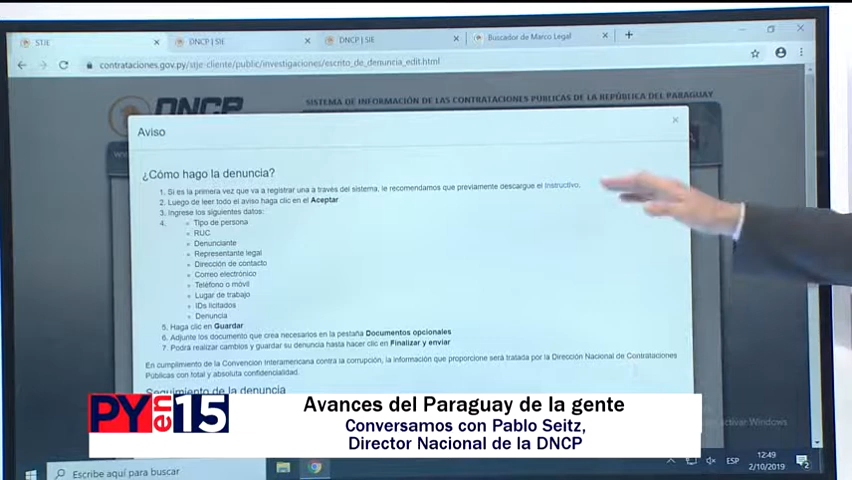 STJE
DNCP | SIE
DNCP | SIE
Buscador de Marco Legal
contrataciones.gov.py/stje-cliente/public/investigaciones/escrito_de_denuncia_edit.html
DNCP
SISTEMA DE INFORMACIÓN DE LAS CONTRATACIONES PÚBLICAS DE LA REPÚBLICA DEL PARAGUAY
Aviso
¿Cómo hago la denuncia?
1. Si es la primera vez que va a registrar una a través del sistema, le recomendamos que previamente descargue el Instructivo.
2. Luego de leer todo el aviso haga clic en el Aceptar
3. Ingrese los siguientes datos:
4. Tipo de persona
RUC
Denunciante
Representante legal
Dirección de contacto
Correo electrónico
Teléfono o móvil
Lugar de trabajo
IDs licitados
Denuncia
5. Haga clic en Guardar
6. Adjunte los documento que crea necesarios en la pestaña Documentos opcionales
7. Podrá realizar cambios y guardar su denuncia hasta hacer clic en Finalizar y enviar
En cumplimiento de la Convención Interamericana contra la corrupción, la información que proporcione será tratada por la Dirección Nacional de Contrataciones
Públicas con total y absoluta confidencialidad.
Seguimiento de la denuncia
PY en 15
Avances del Paraguay de la gente
Conversamos con Pablo Seitz,
Director Nacional de la DNCP
activar Windows
Escribe aquí para buscar
ESP
12:49
2/10/2019
2